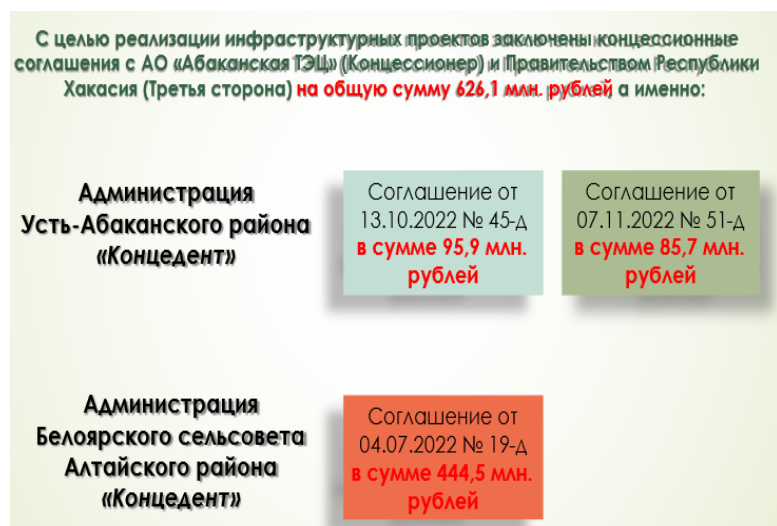 С целью реализации инфраструктурных проектов заключены концессионные
соглашения с АО «Абаканская ТЭЦ» (Концессионер) и Правительством Республики
Хакасия (Третья сторона) на общую сумму 626,1 млн. рублей, а именно:
Администрация
Усть-Абаканского района
«Концедент»
Соглашение от
13.10.2022 № 45-д
в сумме 95,9 млн.
рублей
Соглашение от
07.11.2022 № 51-д
в сумме 85,7 млн.
рублей
Администрация
Белоярского сельсовета
Алтайского района
«Концедент»
Соглашение от
04.07.2022 № 19-д
в сумме 444,5 млн.
рублей